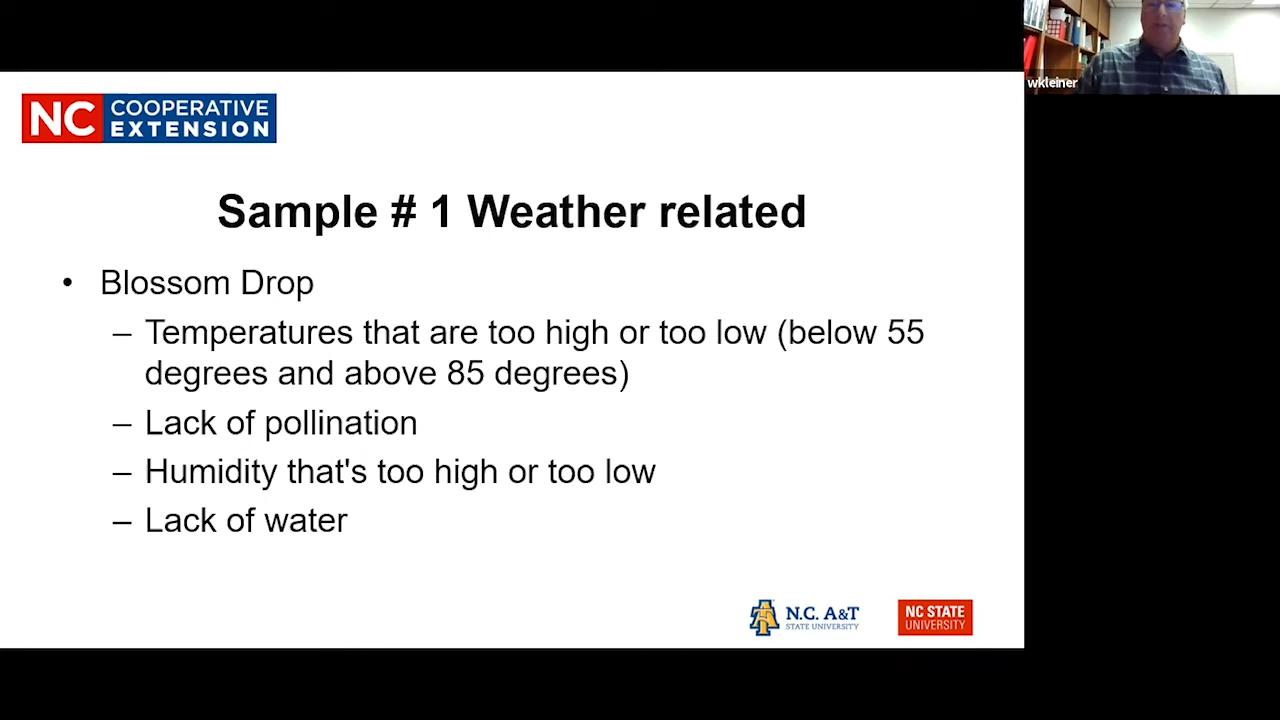 wkleiner
NC COOPERATIVE
EXTENSION
Sample # 1 Weather related
• Blossom Drop
– Temperatures that are too high or too low (below 55
degrees and above 85 degrees)
– Lack of pollination
– Humidity that's too high or too low
– Lack of water
N.C. A&T
STATE UNIVERSITY
NC STATE
UNIVERSITY